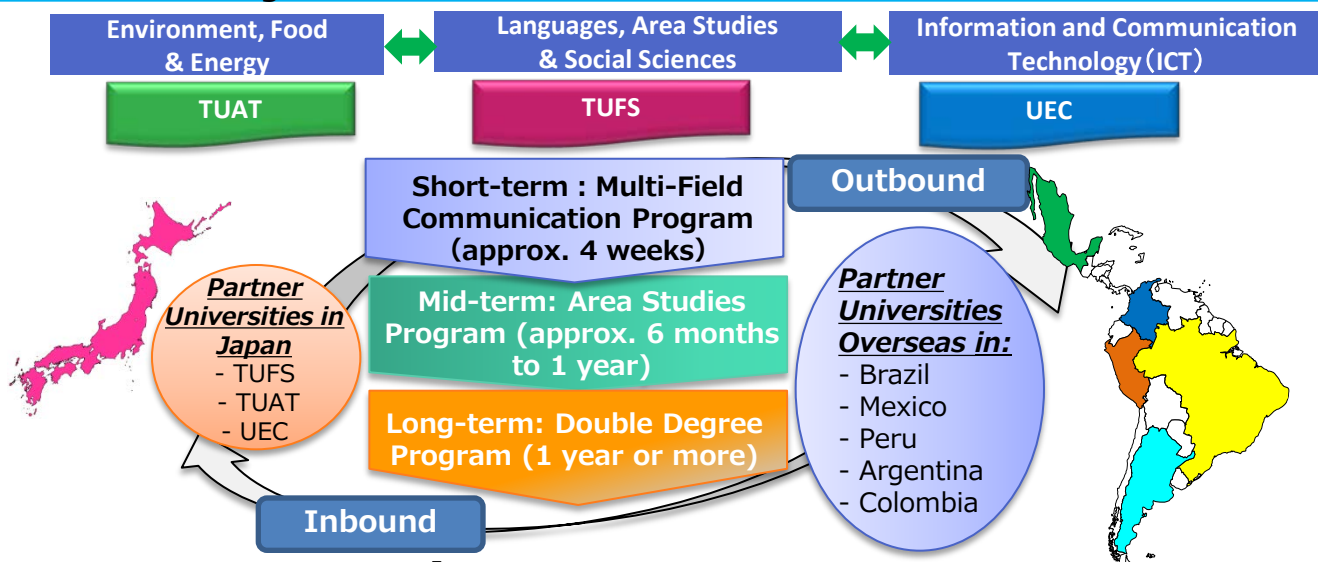 Environment, Food
& Energy
Languages, Area Studies
& Social Sciences
Information and Communication
Technology（ICT）
TUAT
TUFS
UEC
Short-term : Multi-Field
Communication Program
(approx. 4 weeks)
Outbound
Mid-term: Area Studies
Program (approx. 6 months
to 1 year)
Long-term: Double Degree
Program (1 year or more)
Partner
Universities in
Japan
- TUFS
- TUAT
- UEC
Partner
Universities
Overseas in:
- Brazil
- Mexico
- Peru
- Argentina
- Colombia
Inbound